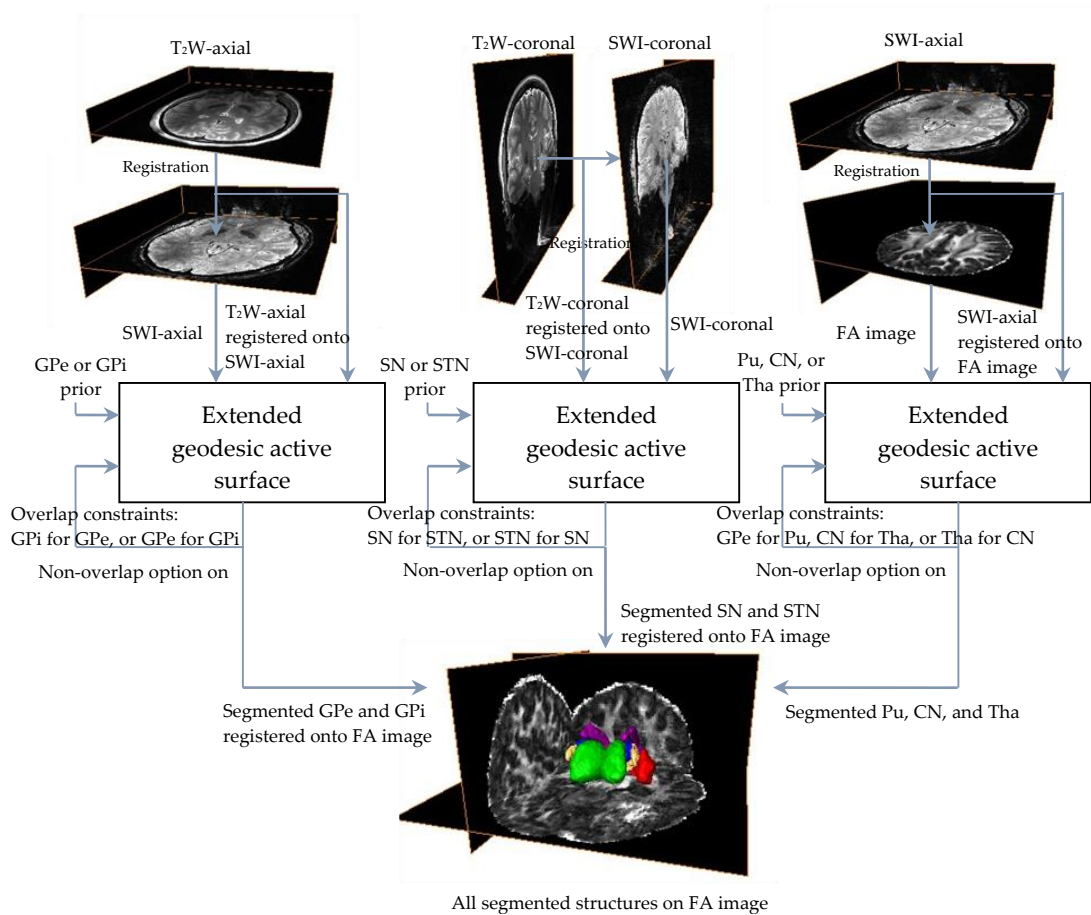 T₂W-axial
T₂W-coronal
SWI-coronal
SWI-axial
Registration
Registration
Registration
SWI-axial
T₂W-axial
registered onto
SWI-axial
T₂W-coronal
registered onto
SWI-coronal
SWI-coronal
FA image
SWI-axial
registered onto
FA image
GPe or GPi
prior
SN or STN
prior
Pu, CN, or
Tha prior
Extended
geodesic active
surface
Extended
geodesic active
surface
Extended
geodesic active
surface
Overlap constraints:
GPi for GPe, or GPe for GPi
Non-overlap option on
Overlap constraints:
SN for STN, or STN for SN
Non-overlap option on
Overlap constraints:
GPe for Pu, CN for Tha, or Tha for CN
Non-overlap option on
Segmented SN and STN
registered onto FA image
Segmented GPe and GPi
registered onto FA image
Segmented Pu, CN, and Tha
All segmented structures on FA image